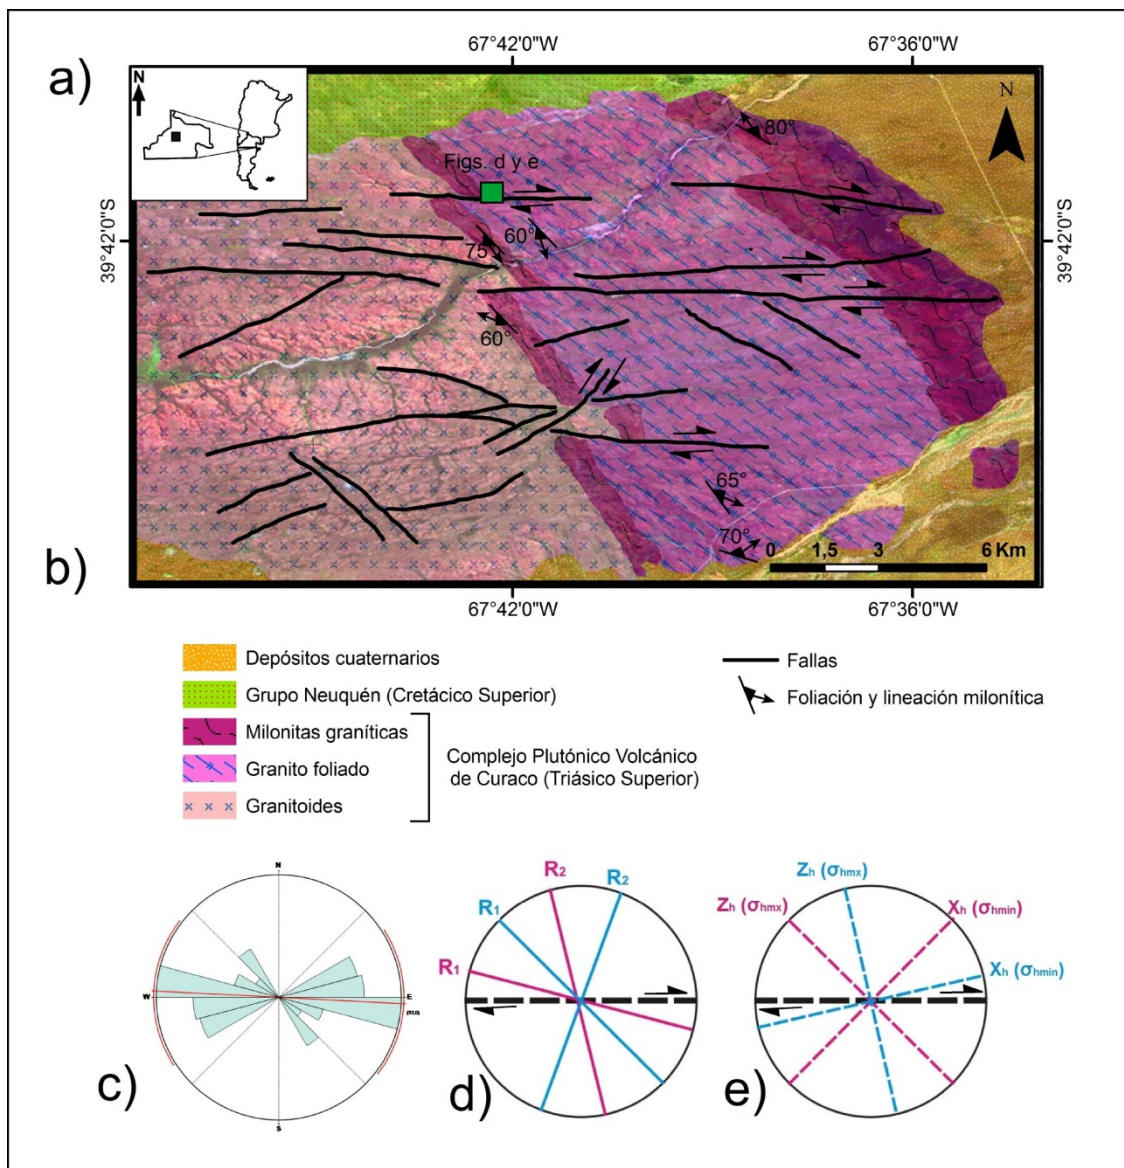 a)
67°42'0"W
67°36'0"W
N
N
80°
Figs. d y e
39°42'0"S
39°42'0"S
60°
75
60°
65°
70°
b)
0
1,5
3
6 Km
67°42'0"W
67°36'0"W
Depósitos cuaternarios
Grupo Neuquén (Cretácico Superior)
Milonitas graníticas
Granito foliado
Granitoides
Complejo Plutónico Volcánico
de Curaco (Triásico Superior)
Fallas
Foliación y lineación milonítica
N
W
E
S
c)
R1
R1
R2
R2
d)
Zh (σhmx)
Zh (σhmx)
Xh (σhmin)
Xh (σhmin)
e)